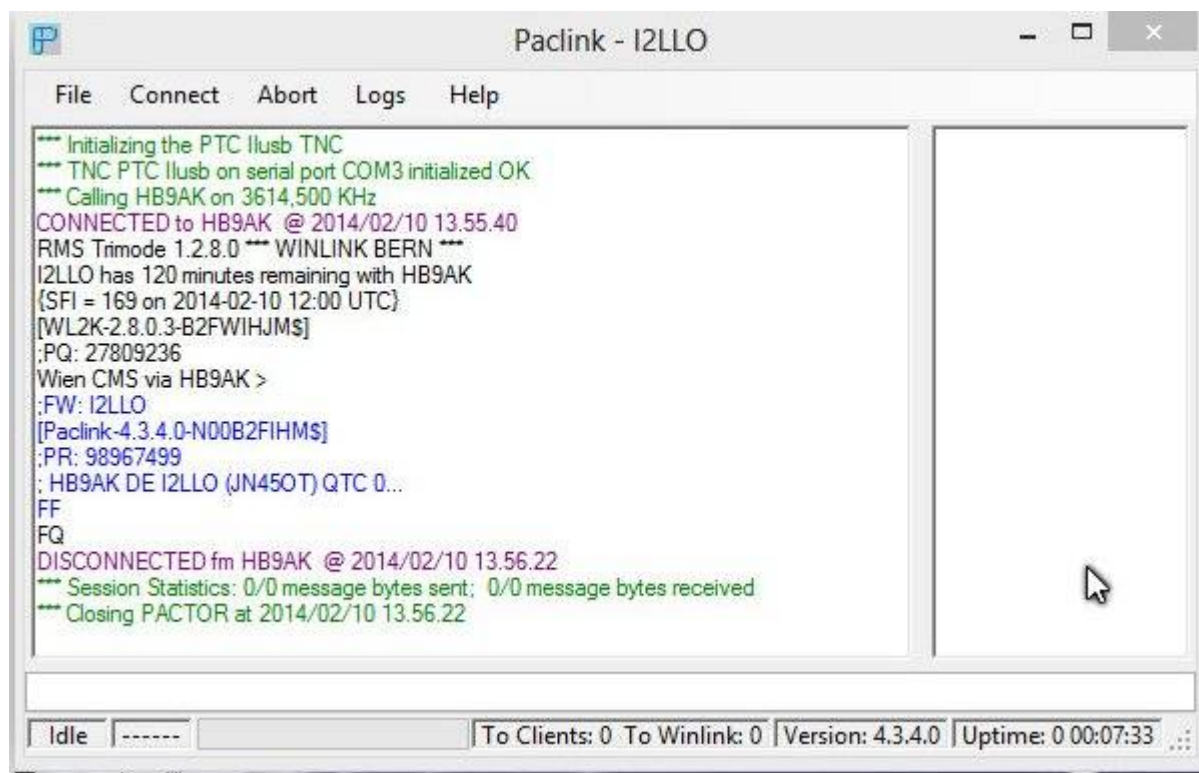 Paclink - I2LLO
File Connect Abort Logs Help
*** Initializing the PTC IIusb TNC
*** TNC PTC IIusb on serial port COM3 initialized OK
*** Calling HB9AK on 3614,500 KHz
CONNECTED to HB9AK @ 2014/02/10 13.55.40
RMS Trimode 1.2.8.0 *** WINLINK BERN ***
I2LLO has 120 minutes remaining with HB9AK
{SFI = 169 on 2014-02-10 12:00 UTC}
[WL2K-2.8.0.3-B2FWIHJM$]
;PQ: 27809236
Wien CMS via HB9AK >
;FW: I2LLO
[Paclink-4.3.4.0-N00B2FIHM$]
;PR: 98967499
; HB9AK DE I2LLO (JN45OT) QTC 0...
FF
FQ
DISCONNECTED fm HB9AK @ 2014/02/10 13.56.22
*** Session Statistics: 0/0 message bytes sent; 0/0 message bytes received
*** Closing PACTOR at 2014/02/10 13.56.22
Idle ------ To Clients: 0 To Winlink: 0 Version: 4.3.4.0 Uptime: 0 00:07:33